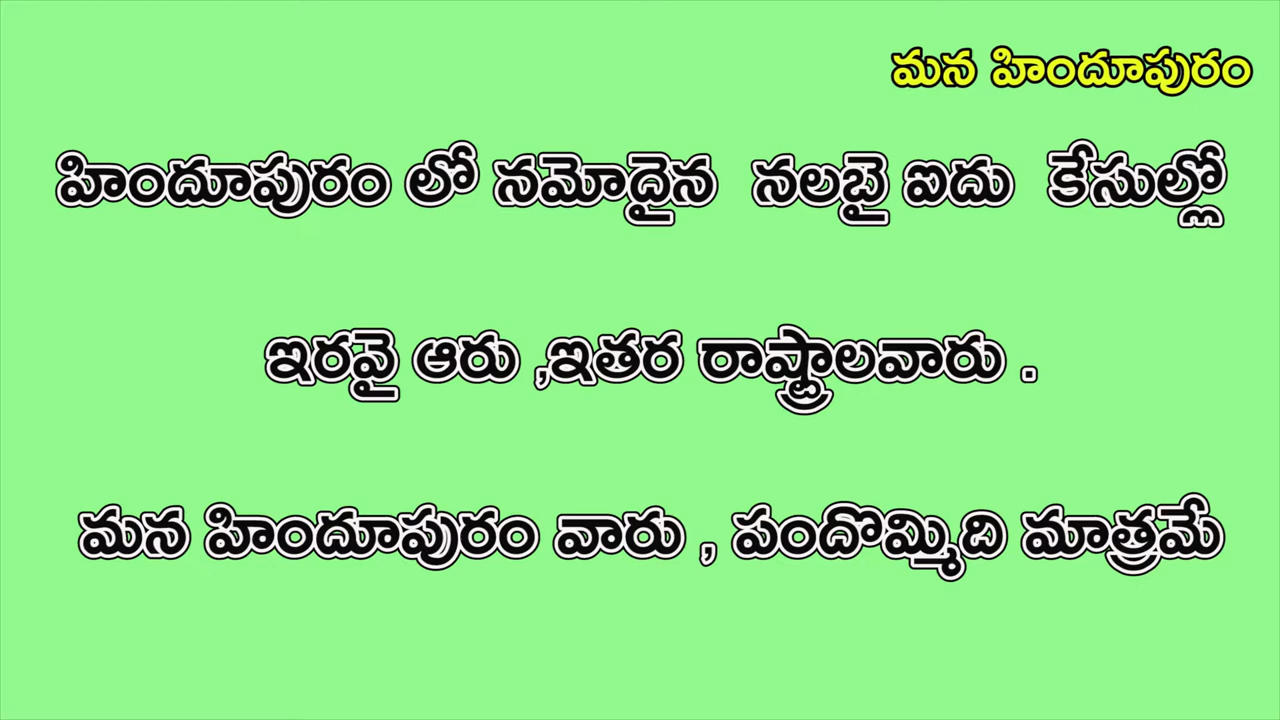 మన హిందూపురం
హిందూపురం లో నమోదైన నలబై ఐదు కేసుల్లో
ఇరవై ఆరు ,ఇతర రాష్ట్రాలవారు .
మన హిందూపురం వారు , పందొమ్మిది మాత్రమే